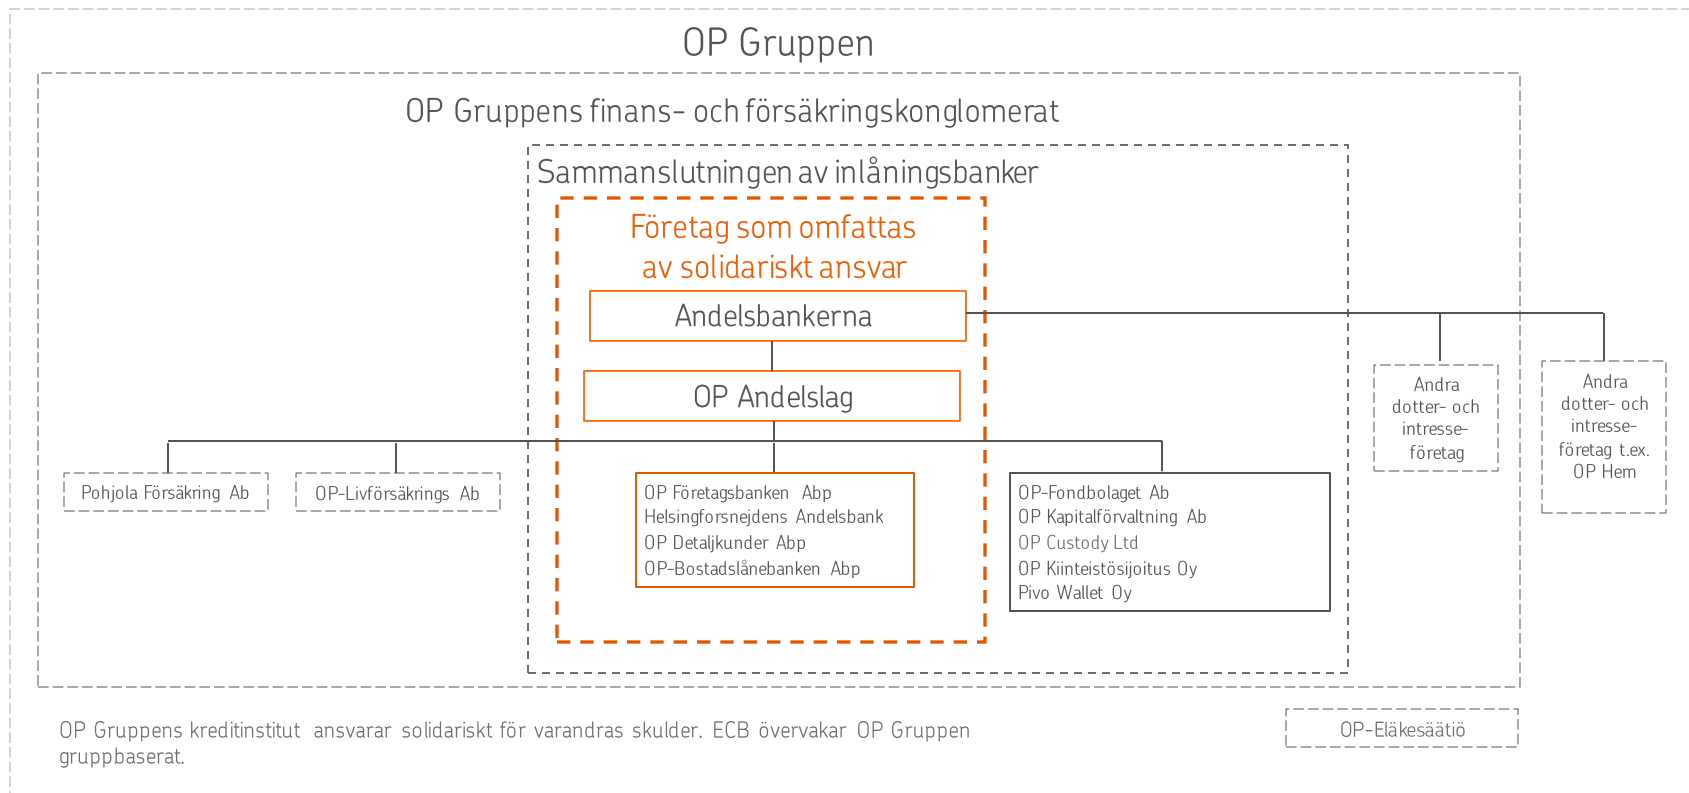 OP Gruppen
OP Gruppens finans- och försäkringskonglomerat
Sammanslutningen av inlåningsbanker
Företag som omfattas
av solidariskt ansvar
Andelsbankerna
OP Andelslag
Pohjola Försäkring Ab
OP-Livförsäkrings Ab
OP Företagsbanken Abp
Helsingforsnejdens Andelsbank
OP Detaljkunder Abp
OP-Bostadslånebanken Abp
OP-Fondbolaget Ab
OP Kapitalförvaltning Ab
OP Custody Ltd
OP Kiinteistösijoitus Oy
Pivo Wallet Oy
Andra
dotter- och
intresse-
företag
Andra
dotter- och
intresse-
företag t.ex.
OP Hem
OP Gruppens kreditinstitut ansvarar solidariskt för varandras skulder. ECB övervakar OP Gruppen
gruppbaserat.
OP-Eläkesäätiö